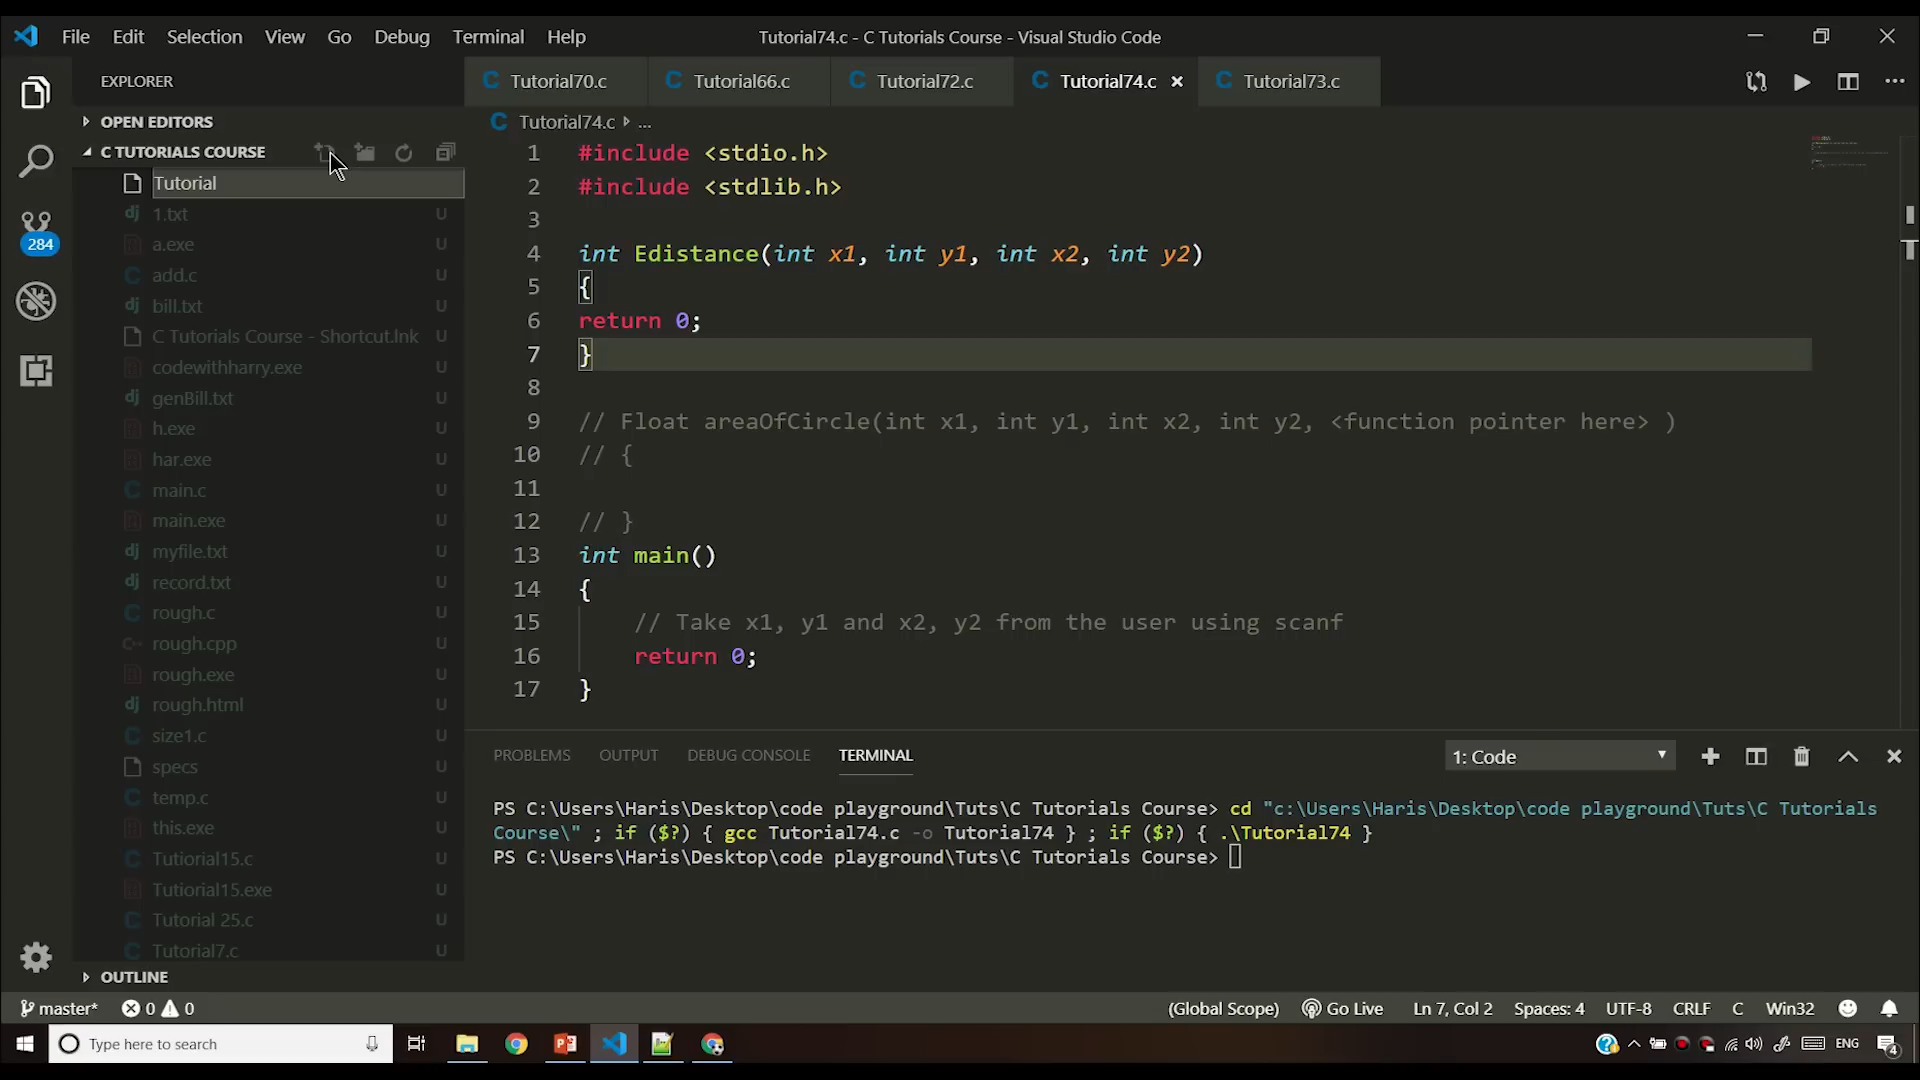 File Edit Selection View Go Debug Terminal Help
Tutorial74.c - C Tutorials Course - Visual Studio Code
EXPLORER
Tutorial70.c
Tutorial66.c
Tutorial72.c
Tutorial74.c
Tutorial73.c
OPEN EDITORS
C TUTORIALS COURSE
Tutorial
1.txt U
a.exe U
add.c U
bill.txt U
C Tutorials Course - Shortcut.lnk U
codewithharry.exe U
genBill.txt U
h.exe U
har.exe U
main.c U
main.exe U
myfile.txt U
record.txt U
rough.c U
rough.cpp U
rough.exe U
rough.html U
size1.c U
specs U
temp.c U
this.exe U
Tutiorial15.c U
Tutiorial15.exe U
Tutorial 25.c U
Tutorial7.c U
OUTLINE
284
Tutorial74.c ...
1 #include <stdio.h>
2 #include <stdlib.h>
3
4 int Edistance(int x1, int y1, int x2, int y2)
5 {
6 return 0;
7 }
8
9 // Float areaOfCircle(int x1, int y1, int x2, int y2, <function pointer here> )
10 // {
11
12 // }
13 int main()
14 {
15 // Take x1, y1 and x2, y2 from the user using scanf
16 return 0;
17 }
PROBLEMS OUTPUT DEBUG CONSOLE TERMINAL
1: Code
PS C:\Users\Haris\Desktop\code playground\Tuts\C Tutorials Course> cd "c:\Users\Haris\Desktop\code playground\Tuts\C Tutorials
Course\" ; if ($?) { gcc Tutorial74.c -o Tutorial74 } ; if ($?) { .\Tutorial74 }
PS C:\Users\Haris\Desktop\code playground\Tuts\C Tutorials Course>
master* 0 0
(Global Scope) Go Live Ln 7, Col 2 Spaces: 4 UTF-8 CRLF C Win32
Type here to search
ENG
4